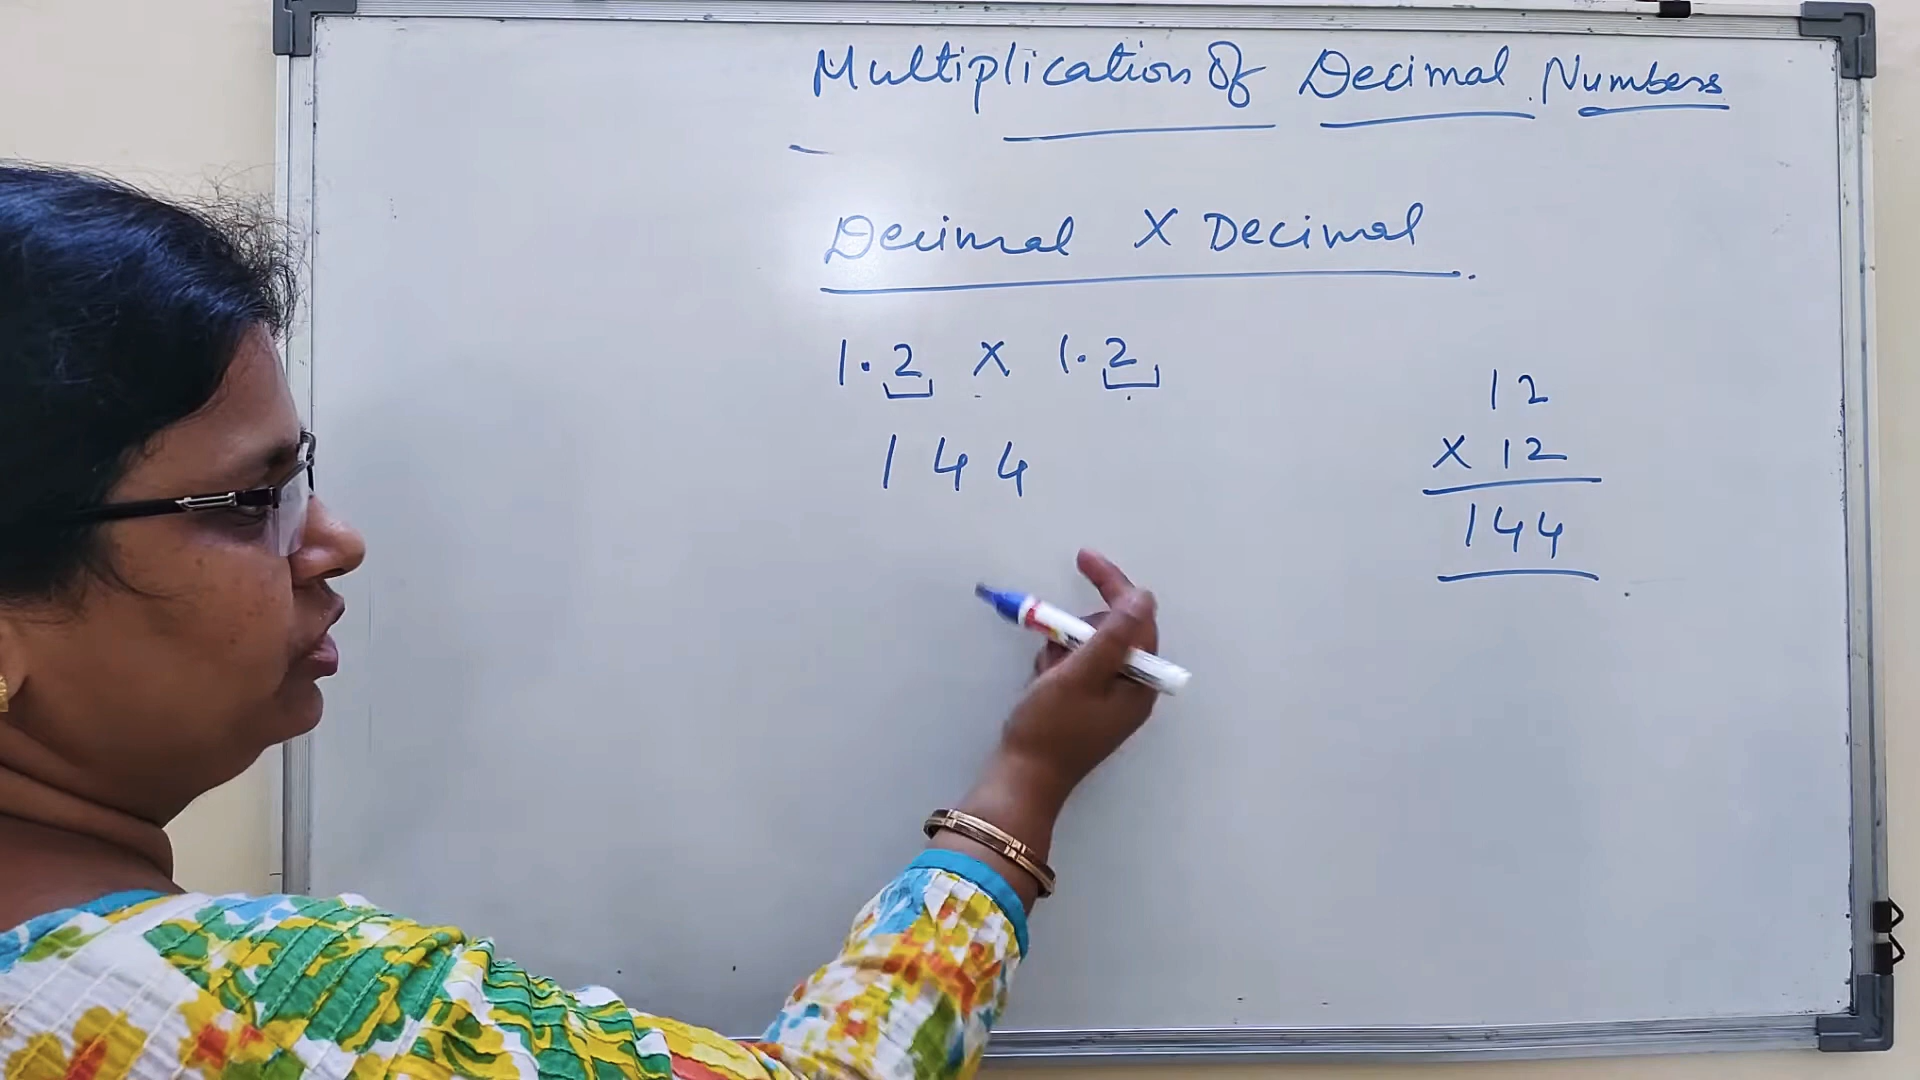 Multiplication Of Decimal Numbers
Decimal X Decimal
1.2 X 1.2
144
12
X 12
144